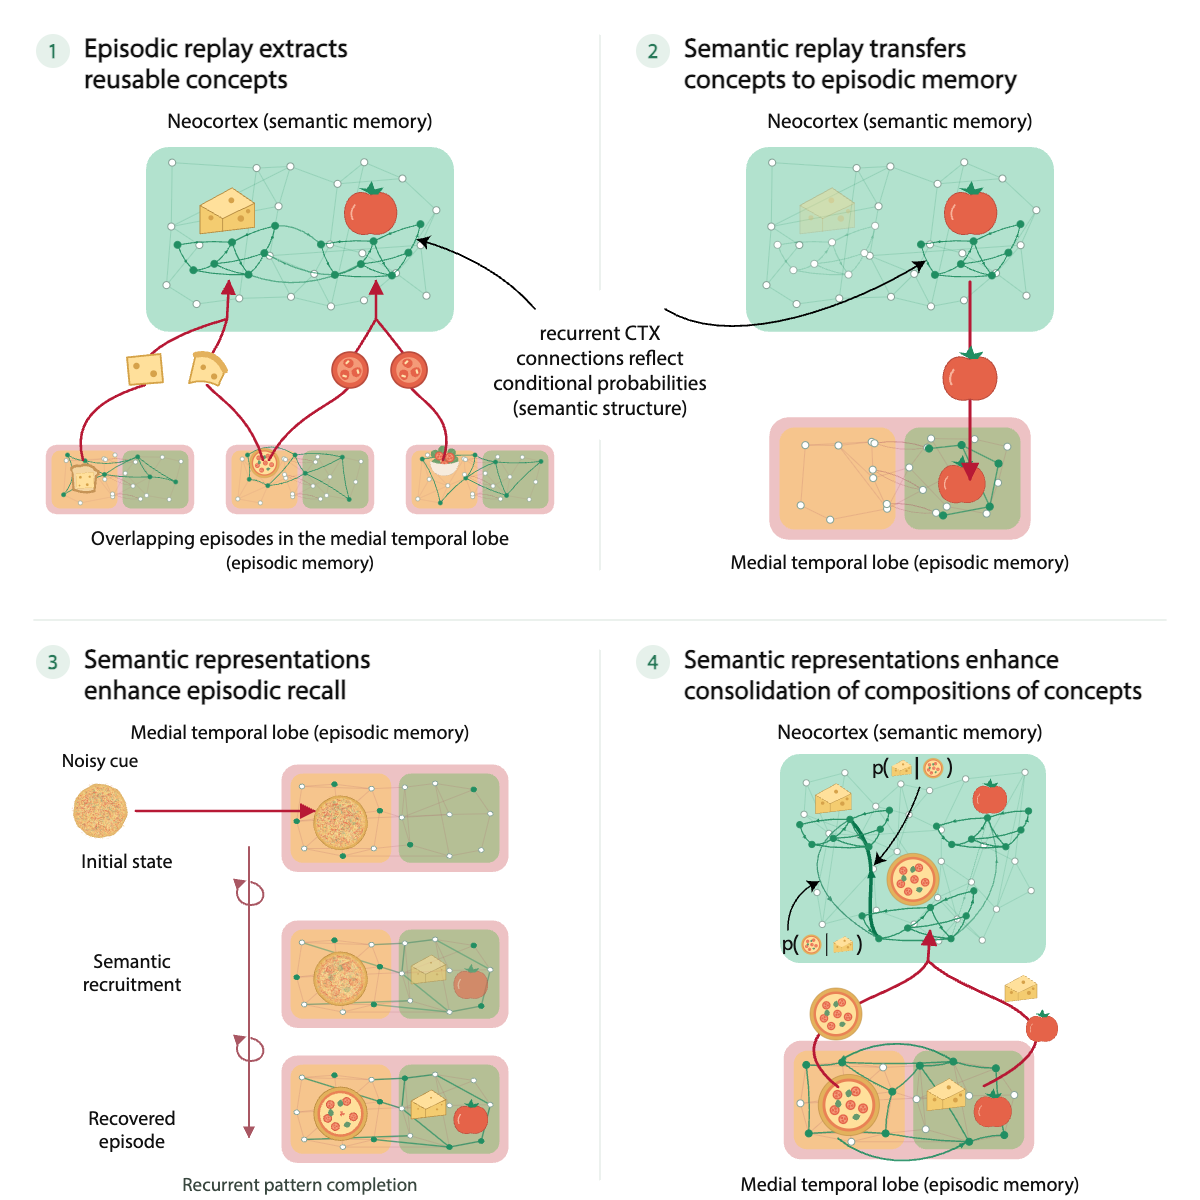 1
Episodic replay extracts
reusable concepts
Neocortex (semantic memory)
recurrent CTX
connections reflect
conditional probabilities
(semantic structure)
Overlapping episodes in the medial temporal lobe
(episodic memory)
2
Semantic replay transfers
concepts to episodic memory
Neocortex (semantic memory)
Medial temporal lobe (episodic memory)
3
Semantic representations
enhance episodic recall
Medial temporal lobe (episodic memory)
Noisy cue
Initial state
Semantic
recruitment
Recovered
episode
Recurrent pattern completion
4
Semantic representations enhance
consolidation of compositions of concepts
Neocortex (semantic memory)
p( | )
p( | )
Medial temporal lobe (episodic memory)